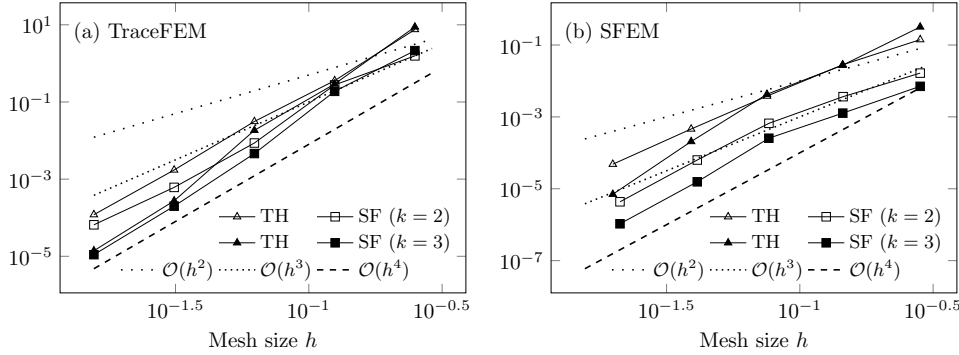 (a) TraceFEM
10^1
10^{-1}
10^{-3}
10^{-5}
TH SF (k = 2)
TH SF (k = 3)
O(h^2) O(h^3) O(h^4)
10^{-1.5} 10^{-1} 10^{-0.5}
Mesh size h
(b) SFEM
10^{-1}
10^{-3}
10^{-5}
10^{-7}
TH SF (k = 2)
TH SF (k = 3)
O(h^2) O(h^3) O(h^4)
10^{-1.5} 10^{-1} 10^{-0.5}
Mesh size h